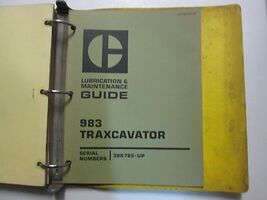 LUBRICATION &
MAINTENANCE
GUIDE
983
TRAXCAVATOR
SERIAL
NUMBERS
38K765-UP